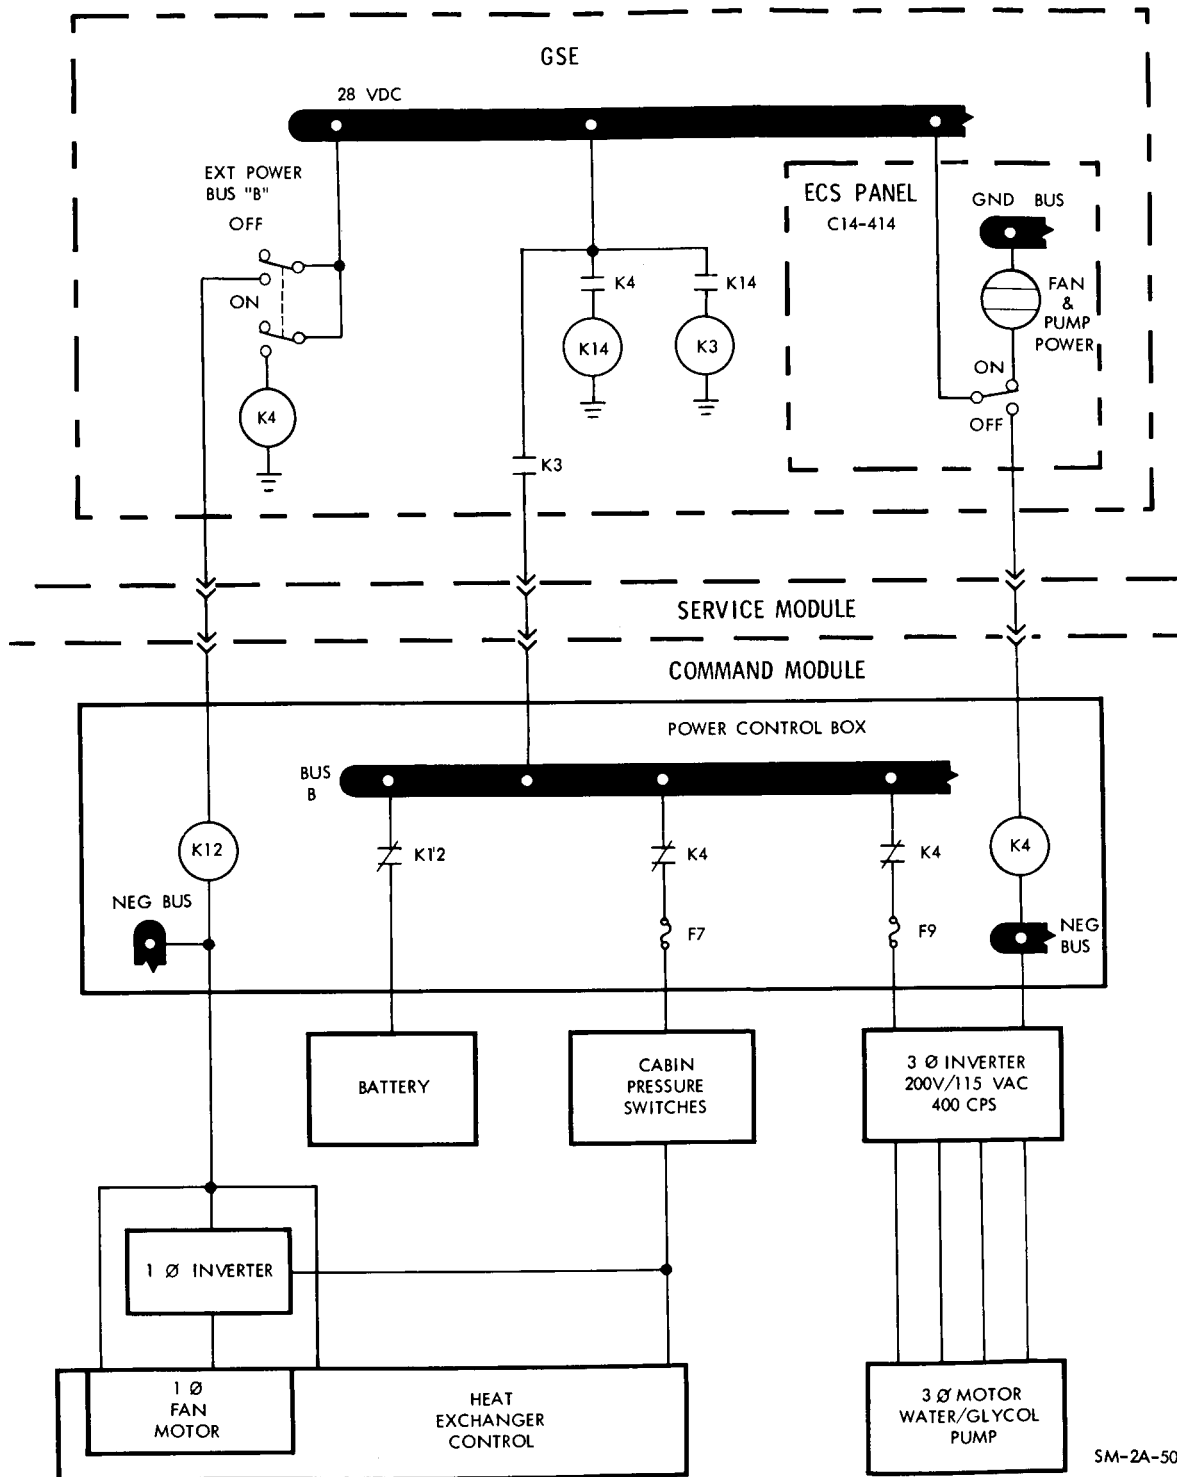 GSE
28 VDC
EXT POWER
BUS "B"
OFF
ON
K4
K4
K14
K14
K3
K3
ECS PANEL
C14-414
GND BUS
FAN
&
PUMP
POWER
ON
OFF
SERVICE MODULE
COMMAND MODULE
POWER CONTROL BOX
BUS
B
K12
NEG BUS
K1'2
K4
F7
K4
F9
K4
NEG
BUS
BATTERY
CABIN
PRESSURE
SWITCHES
3 Ø INVERTER
200V/115 VAC
400 CPS
1 Ø INVERTER
1 Ø
FAN
MOTOR
HEAT
EXCHANGER
CONTROL
3 Ø MOTOR
WATER/GLYCOL
PUMP
SM-2A-50